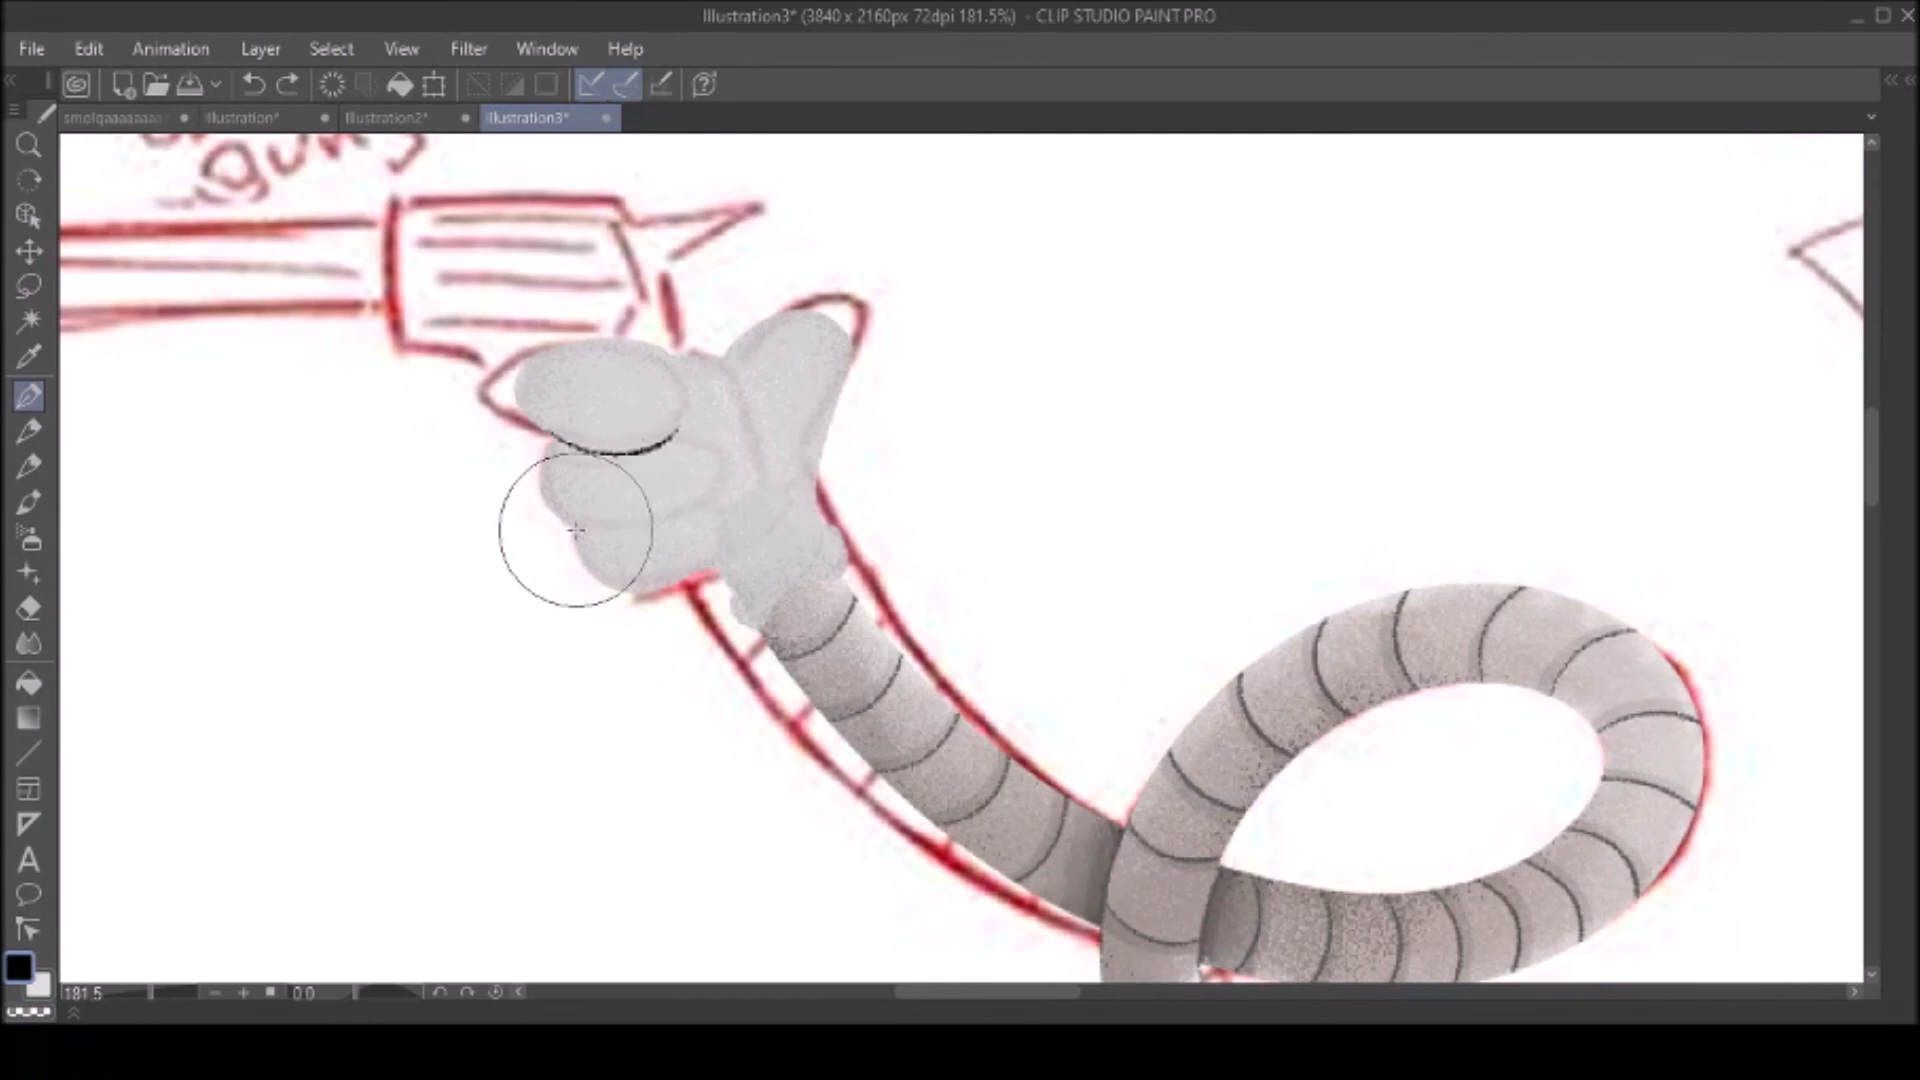 Illustration3* (3840 x 2160px 72dpi 181.5%) - CLIP STUDIO PAINT PRO
File Edit Animation Layer Select View Filter Window Help
Illustration* Illustration2* Illustration3*
guns
181.5 0.0